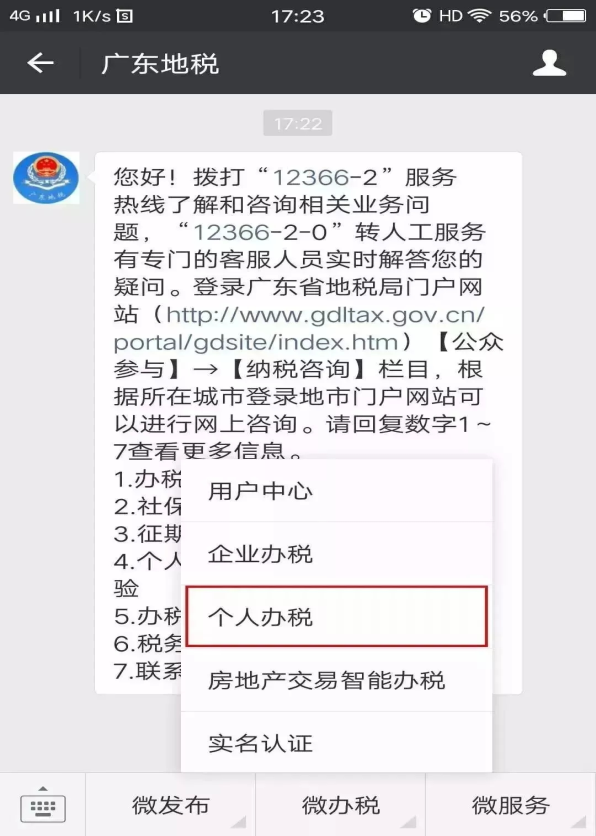 4G 1K/s 17:23 HD 56%
广东地税
17:22
您好！拨打“12366-2”服务
热线了解和咨询相关业务问
题，“12366-2-0”转人工服务
有专门的客服人员实时解答您的
疑问。登录广东省地税局门户网
站（http://www.gdltax.gov.cn/
portal/gdsite/index.htm）【公众
参与】→【纳税咨询】栏目，根
据所在城市登录地市门户网站可
以进行网上咨询。请回复数字1～
7查看更多信息。
1.办税
2.社保
3.征期
4.个人
验
5.办税
6.税务
7.联系
用户中心
企业办税
个人办税
房地产交易智能办税
实名认证
微发布 微办税 微服务